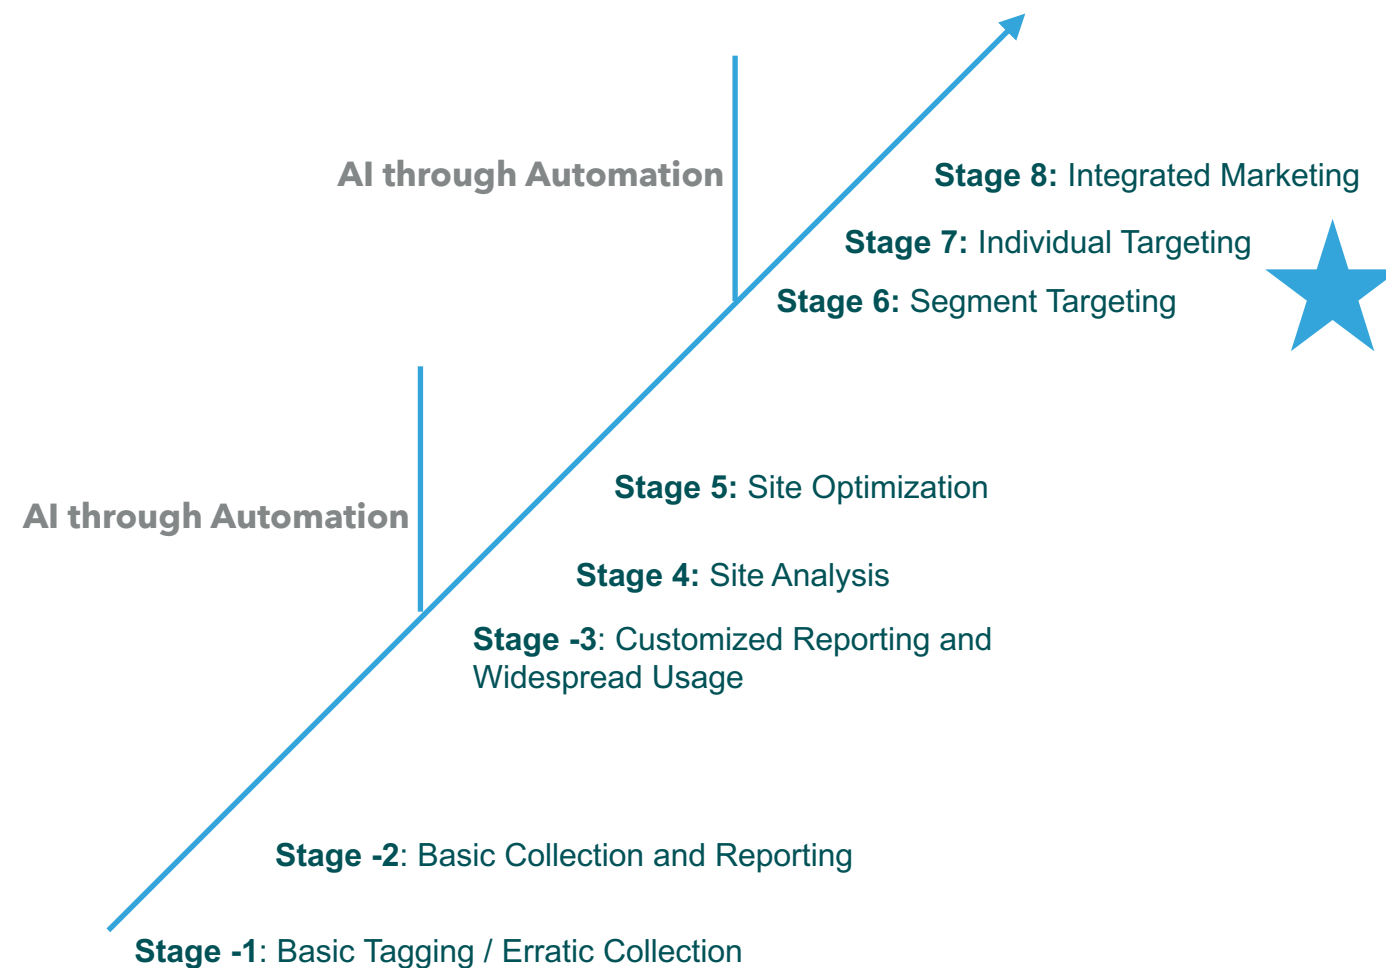 AI through Automation
Stage 8: Integrated Marketing
Stage 7: Individual Targeting
Stage 6: Segment Targeting
Stage 5: Site Optimization
AI through Automation
Stage 4: Site Analysis
Stage -3: Customized Reporting and
Widespread Usage
Stage -2: Basic Collection and Reporting
Stage -1: Basic Tagging / Erratic Collection